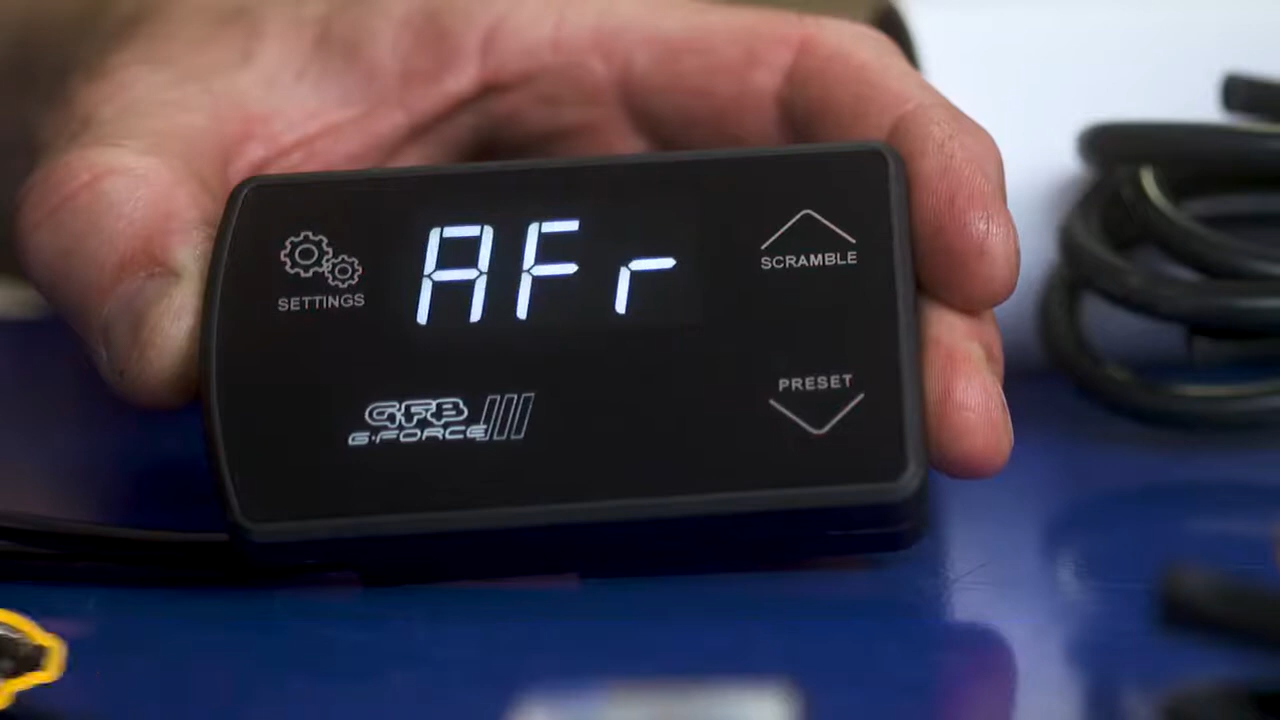 SETTINGS
AFr
SCRAMBLE
PRESET
GFB
G-FORCE III